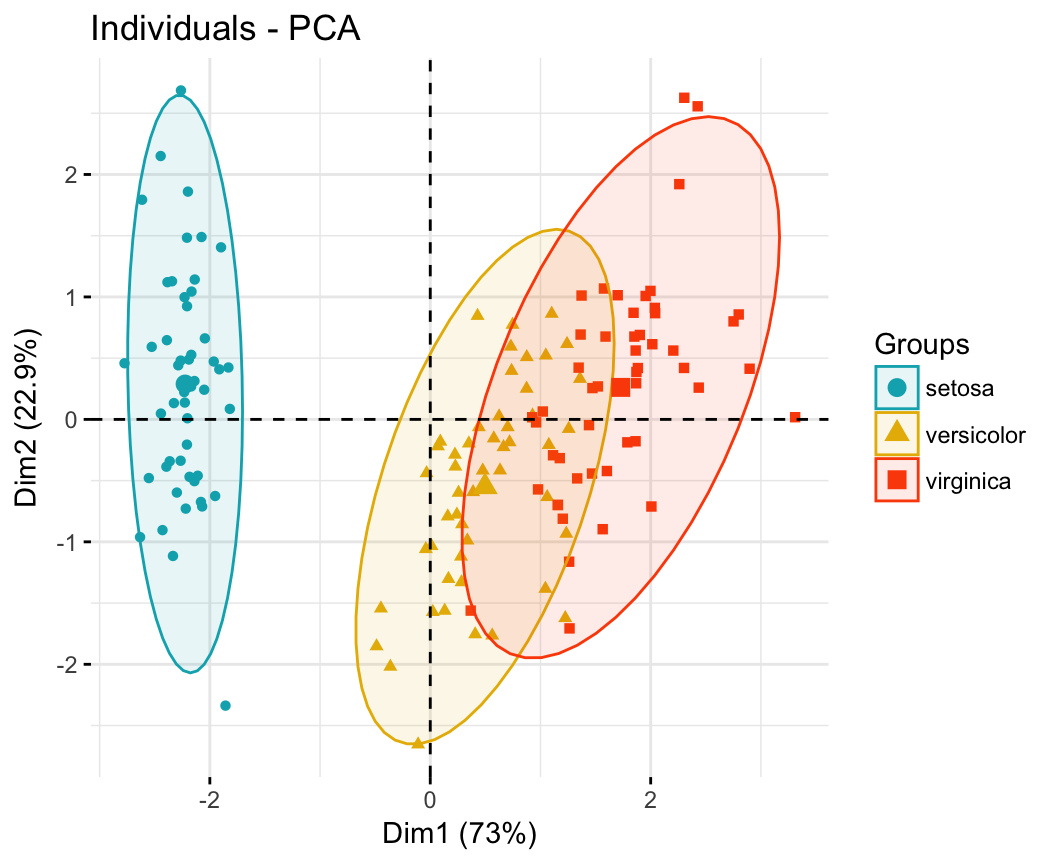 Individuals - PCA
Dim2 (22.9%)
2
1
0
-1
-2
-2
0
2
Dim1 (73%)
Groups
setosa
versicolor
virginica